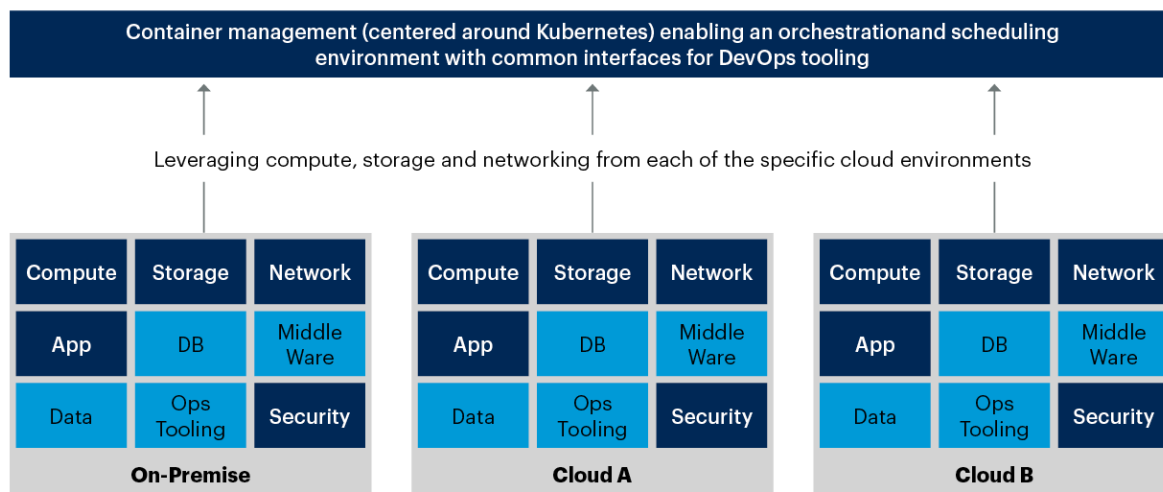 Container management (centered around Kubernetes) enabling an orchestrationand scheduling
environment with common interfaces for DevOps tooling
Leveraging compute, storage and networking from each of the specific cloud environments
Compute
Storage
Network
App
DB
Middle
Ware
Data
Ops
Tooling
Security
On-Premise
Compute
Storage
Network
App
DB
Middle
Ware
Data
Ops
Tooling
Security
Cloud A
Compute
Storage
Network
App
DB
Middle
Ware
Data
Ops
Tooling
Security
Cloud B